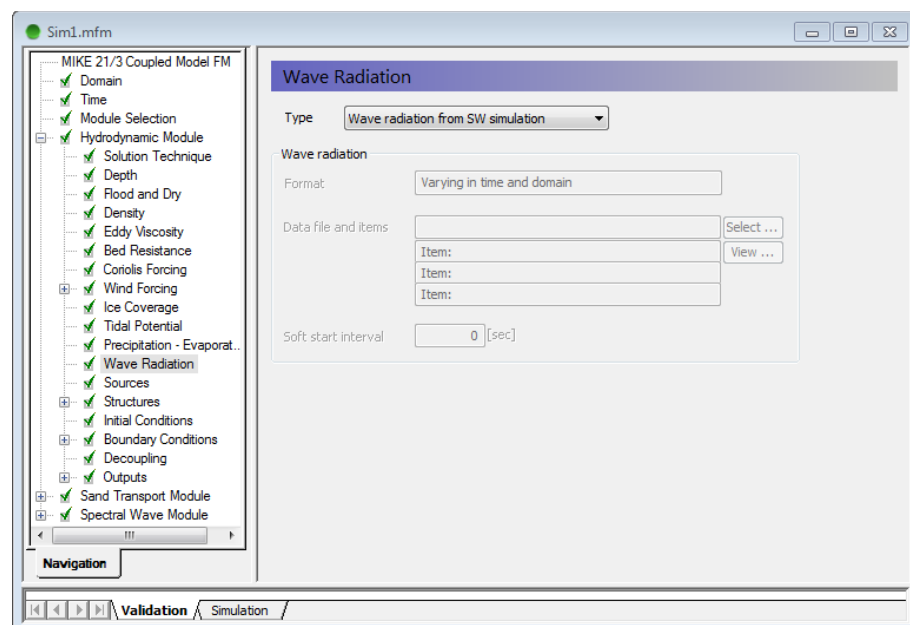 Sim1.mfm
MIKE 21/3 Coupled Model FM
Domain
Time
Module Selection
Hydrodynamic Module
Solution Technique
Depth
Flood and Dry
Density
Eddy Viscosity
Bed Resistance
Coriolis Forcing
Wind Forcing
Ice Coverage
Tidal Potential
Precipitation - Evaporat..
Wave Radiation
Sources
Structures
Initial Conditions
Boundary Conditions
Decoupling
Outputs
Sand Transport Module
Spectral Wave Module
Navigation
Wave Radiation
Type Wave radiation from SW simulation
Wave radiation
Format Varying in time and domain
Data file and items Select ...
Item: View ...
Item:
Item:
Soft start interval 0 [sec]
Validation Simulation